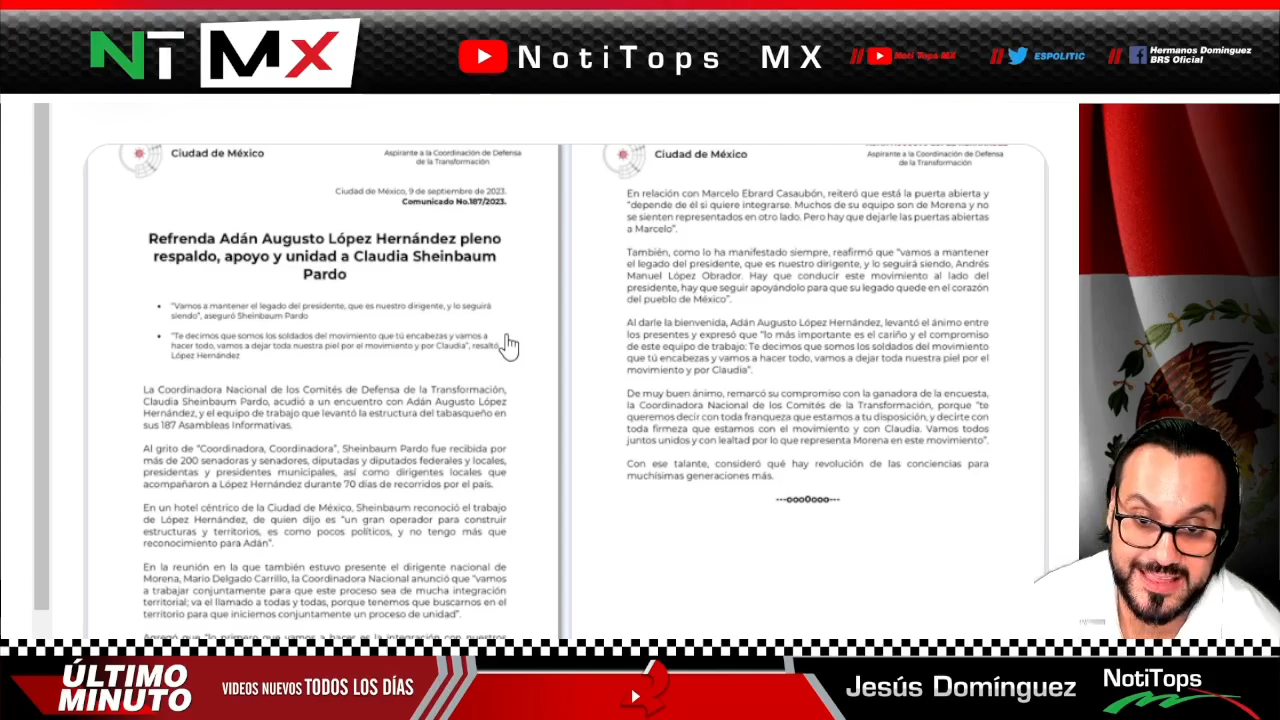 NT MX
NotiTops MX
// Noti Tops MX
// ESPOLITIC
// Hermanos Dominguez
BRS Oficial
Ciudad de México
Aspirante a la Coordinación de Defensa
de la Transformación
Ciudad de México, 9 de septiembre de 2023.
Comunicado No.187/2023.
Refrenda Adán Augusto López Hernández pleno
respaldo, apoyo y unidad a Claudia Sheinbaum
Pardo
• "Vamos a mantener el legado del presidente, que es nuestro dirigente, y lo seguirá
siendo", aseguró Sheinbaum Pardo
• "Te decimos que somos los soldados del movimiento que tú encabezas y vamos a
hacer todo, vamos a dejar toda nuestra piel por el movimiento y por Claudia", resaltó
López Hernández
La Coordinadora Nacional de los Comités de Defensa de la Transformación,
Claudia Sheinbaum Pardo, acudió a un encuentro con Adán Augusto López
Hernández, y el equipo de trabajo que levantó la estructura del tabasqueño en
sus 187 Asambleas Informativas.
Al grito de "Coordinadora, Coordinadora", Sheinbaum Pardo fue recibida por
más de 200 senadoras y senadores, diputadas y diputados federales y locales,
presidentas y presidentes municipales, así como dirigentes locales que
acompañaron a López Hernández durante 70 días de recorridos por el país.
En un hotel céntrico de la Ciudad de México, Sheinbaum reconoció el trabajo
de López Hernández, de quien dijo es "un gran operador para construir
estructuras y territorios, es como pocos políticos, y no tengo más que
reconocimiento para Adán".
En la reunión en la que también estuvo presente el dirigente nacional de
Morena, Mario Delgado Carrillo, la Coordinadora Nacional anunció que "vamos
a trabajar conjuntamente para que este proceso sea de mucha integración
territorial; va el llamado a todas y todas, porque tenemos que buscarnos en el
territorio para que iniciemos conjuntamente un proceso de unidad".
Agregó que "lo primero que vamos a hacer es la integración con nuestros
Ciudad de México
Aspirante a la Coordinación de Defensa
de la Transformación
En relación con Marcelo Ebrard Casaubón, reiteró que está la puerta abierta y
"depende de él si quiere integrarse. Muchos de su equipo son de Morena y no
se sienten representados en otro lado. Pero hay que dejarle las puertas abiertas
a Marcelo".
También, como lo ha manifestado siempre, reafirmó que "vamos a mantener
el legado del presidente, que es nuestro dirigente, y lo seguirá siendo, Andrés
Manuel López Obrador. Hay que conducir este movimiento al lado del
presidente, hay que seguir apoyándolo para que su legado quede en el corazón
del pueblo de México".
Al darle la bienvenida, Adán Augusto López Hernández, levantó el ánimo entre
los presentes y expresó que "lo más importante es el cariño y el compromiso
de este equipo de trabajo: Te decimos que somos los soldados del movimiento
que tú encabezas y vamos a hacer todo, vamos a dejar toda nuestra piel por el
movimiento y por Claudia".
De muy buen ánimo, remarcó su compromiso con la ganadora de la encuesta,
la Coordinadora Nacional de los Comités de la Transformación, porque "te
queremos decir con toda franqueza que estamos a tu disposición, y decirte con
toda firmeza que estamos con el movimiento y con Claudia. Vamos todos
juntos unidos y con lealtad por lo que representa Morena en este movimiento".
Con ese talante, consideró qué hay revolución de las conciencias para
muchísimas generaciones más.
---ooo0ooo---
ÚLTIMO
MINUTO
VIDEOS NUEVOS TODOS LOS DÍAS
Jesús Domínguez
NotiTops